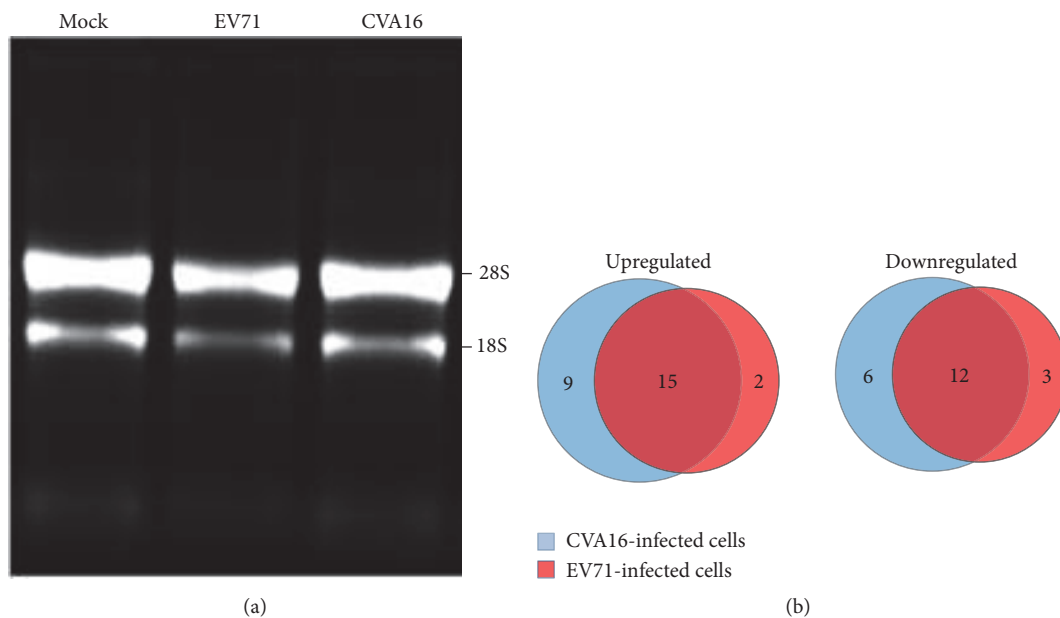 Mock EV71 CVA16
28S
18S
Upregulated
9 15 2
Downregulated
6 12 3
CVA16-infected cells
EV71-infected cells
(a)
(b)